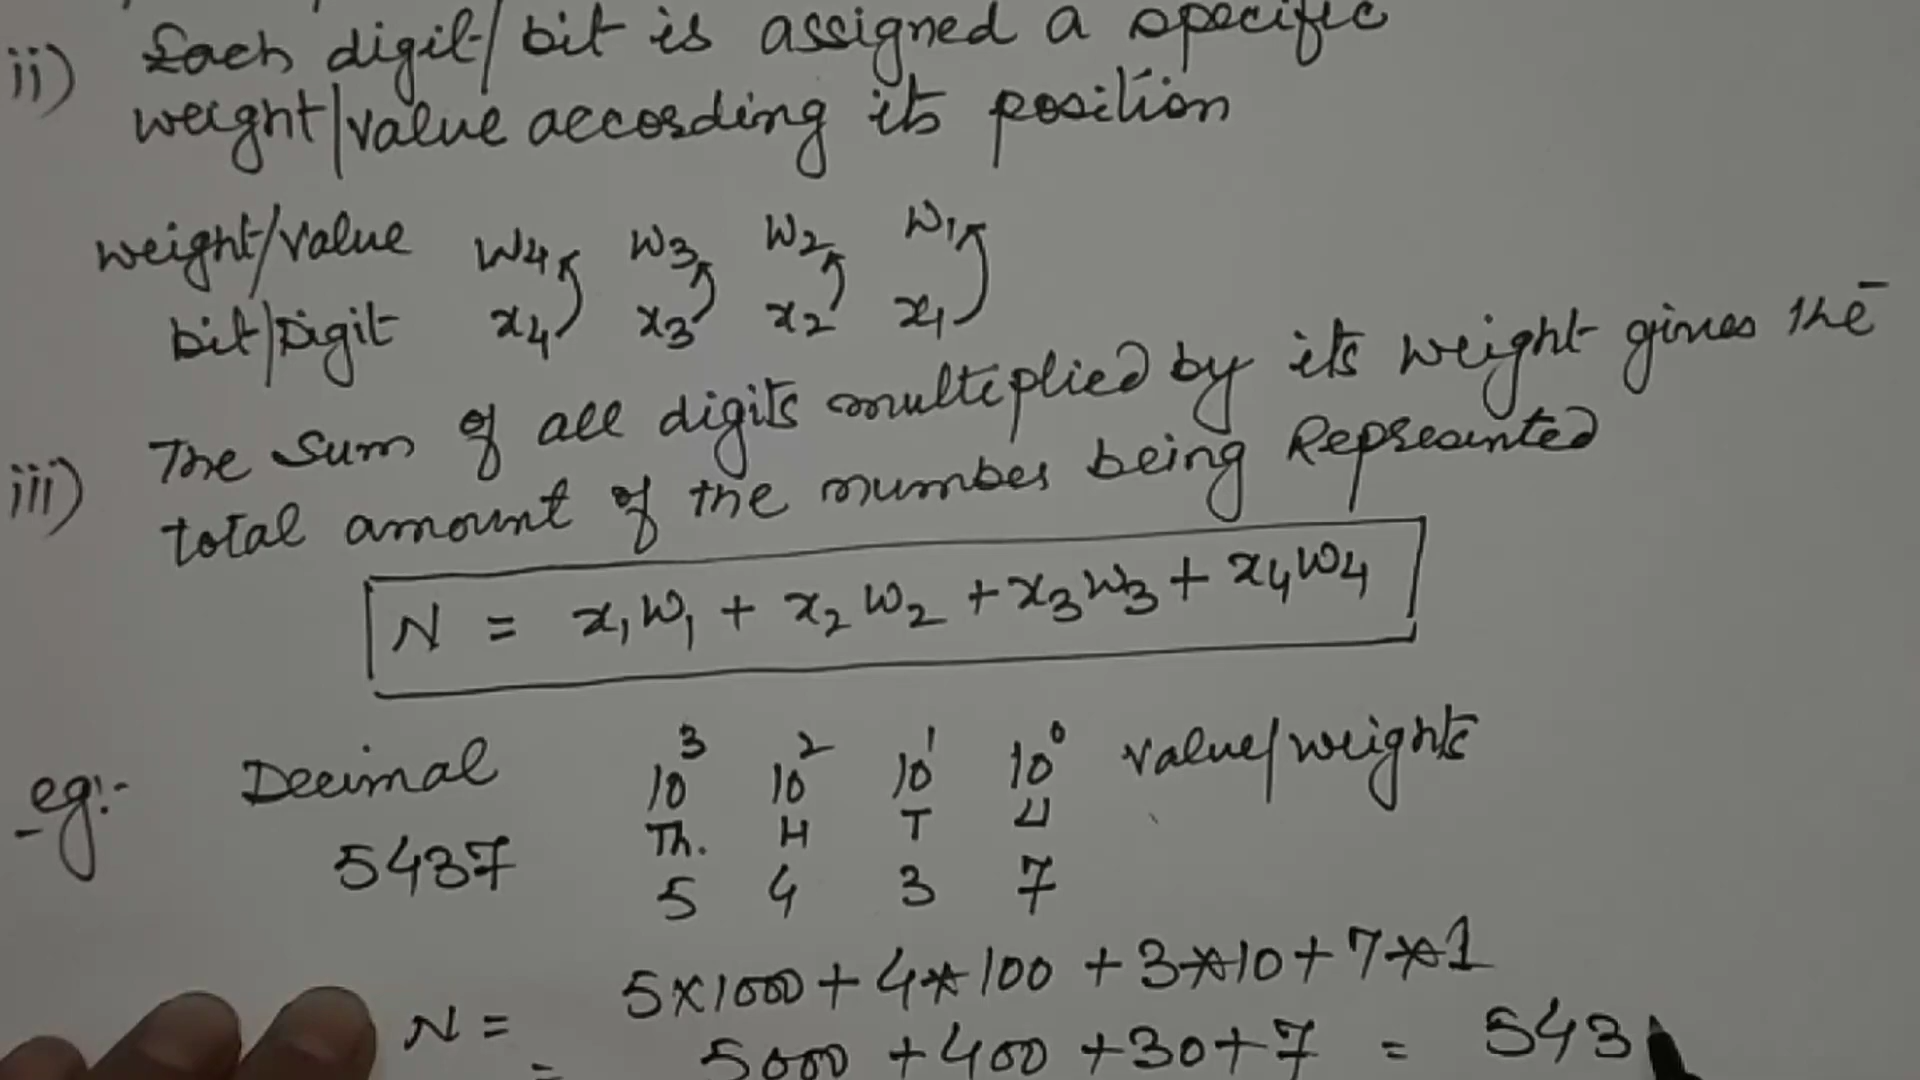 ii) Each digit/bit is assigned a specific
weight/value according its position
weight/value W4 W3 W2 W1
bit/Digit x4 x3 x2 x1
iii) The sum of all digits multiplied by its weight gives the
total amount of the number being Represented
N = x₁W₁ + x₂W₂ + x₃W₃ + x₄W₄
eg:- Decimal 10³ 10² 10¹ 10⁰ value/weights
Th. H T U
5437 5 4 3 7
N = 5×1000 + 4*100 + 3*10 + 7*1
= 5000 + 400 + 30 + 7 = 543